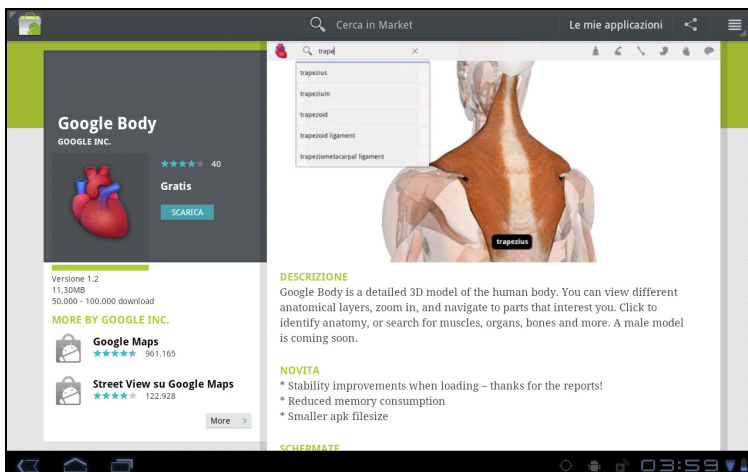 Cerca in Market
Le mie applicazioni
Google Body
GOOGLE INC.
40
Gratis
SCARICA
Versione 1.2
11,30MB
50.000 - 100.000 download
MORE BY GOOGLE INC.
Google Maps
961.165
Street View su Google Maps
122.928
More
trape
trapezius
trapezium
trapezoid
trapezoid ligament
trapeziometacarpal ligament
trapezius
DESCRIZIONE
Google Body is a detailed 3D model of the human body. You can view different
anatomical layers, zoom in, and navigate to parts that interest you. Click to
identify anatomy, or search for muscles, organs, bones and more. A male model
is coming soon.
NOVITA
* Stability improvements when loading – thanks for the reports!
* Reduced memory consumption
* Smaller apk filesize
SCHERMATE
03:59